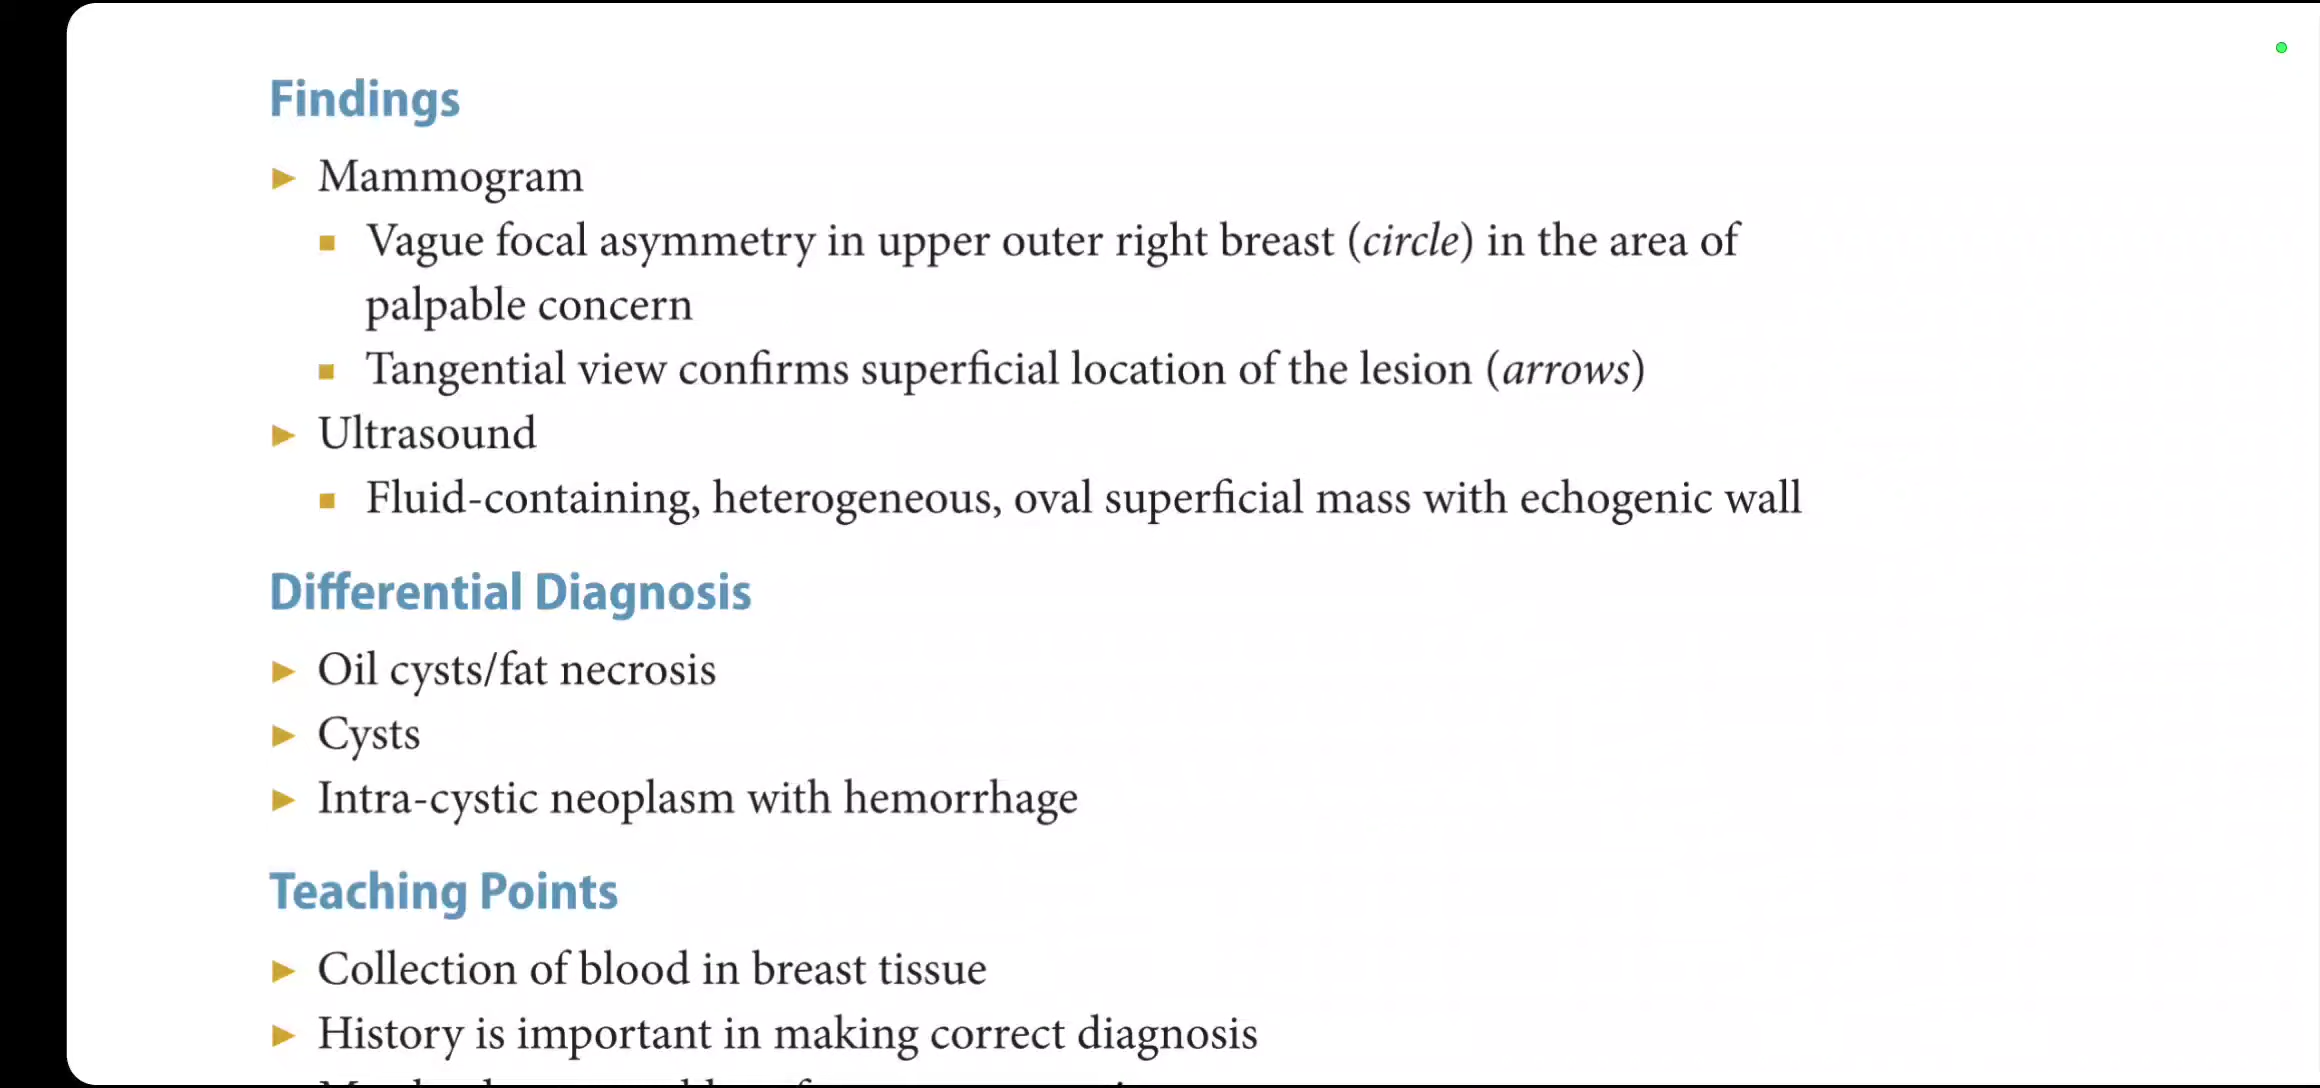 Findings
▶ Mammogram
■ Vague focal asymmetry in upper outer right breast (circle) in the area of
palpable concern
■ Tangential view confirms superficial location of the lesion (arrows)
▶ Ultrasound
■ Fluid-containing, heterogeneous, oval superficial mass with echogenic wall
Differential Diagnosis
▶ Oil cysts/fat necrosis
▶ Cysts
▶ Intra-cystic neoplasm with hemorrhage
Teaching Points
▶ Collection of blood in breast tissue
▶ History is important in making correct diagnosis